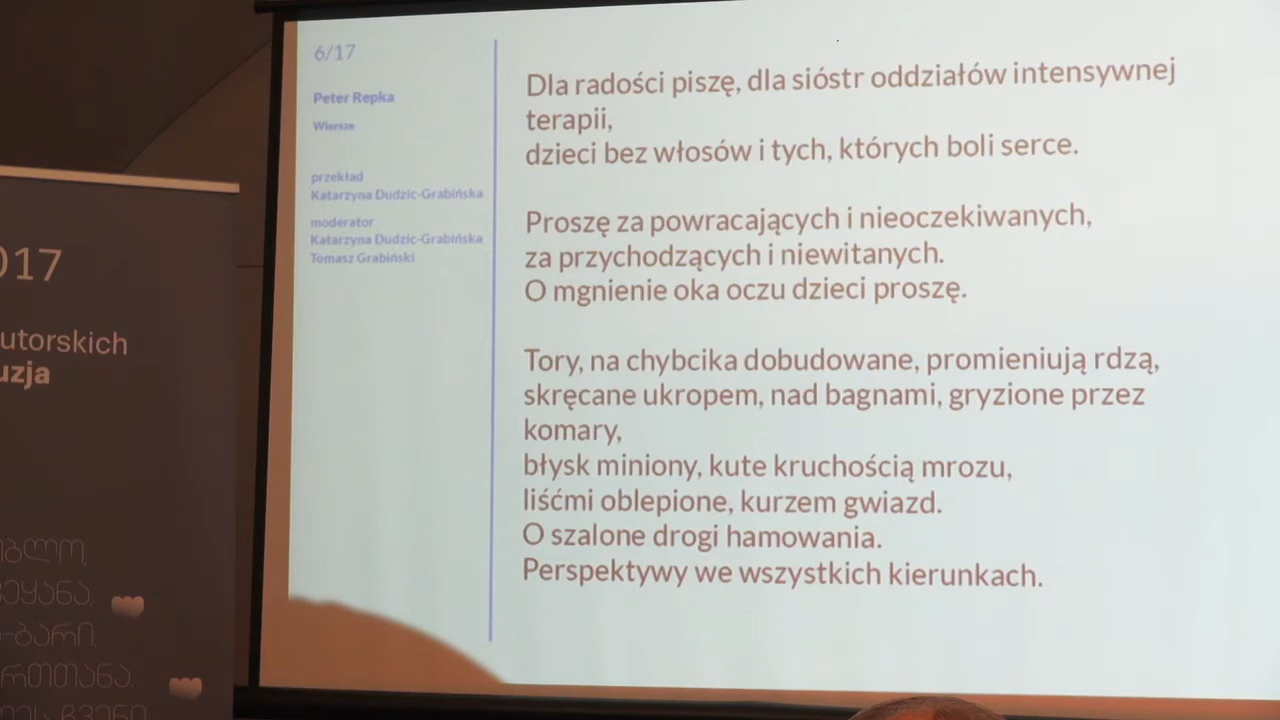 6/17
Peter Repka
Wiersze
przekład
Katarzyna Dudzic-Grabińska
moderator
Katarzyna Dudzic-Grabińska
Tomasz Grabiński
Dla radości piszę, dla sióstr oddziałów intensywnej
terapii,
dzieci bez włosów i tych, których boli serce.
Proszę za powracających i nieoczekiwanych,
za przychodzących i niewitanych.
O mgnienie oka oczu dzieci proszę.
Tory, na chybcika dobudowane, promieniują rdzą,
skręcane ukropem, nad bagnami, gryzione przez
komary,
błysk miniony, kute kruchością mrozu,
liśćmi oblepione, kurzem gwiazd.
O szalone drogi hamowania.
Perspektywy we wszystkich kierunkach.
017
utorskich
uzja